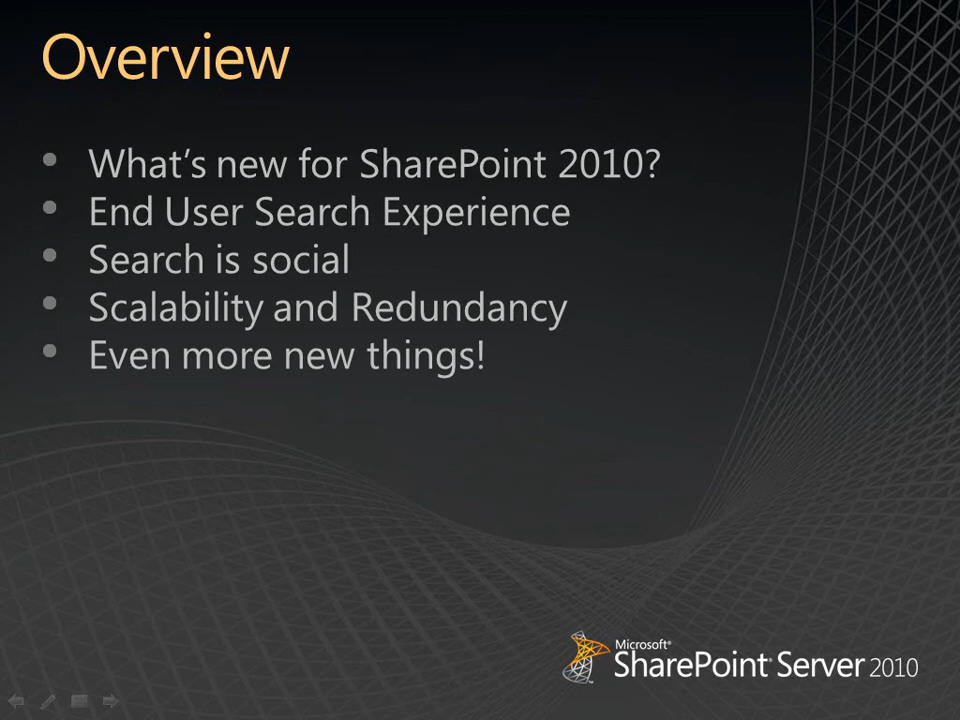 Overview
• What's new for SharePoint 2010?
• End User Search Experience
• Search is social
• Scalability and Redundancy
• Even more new things!
Microsoft®
SharePoint® Server 2010